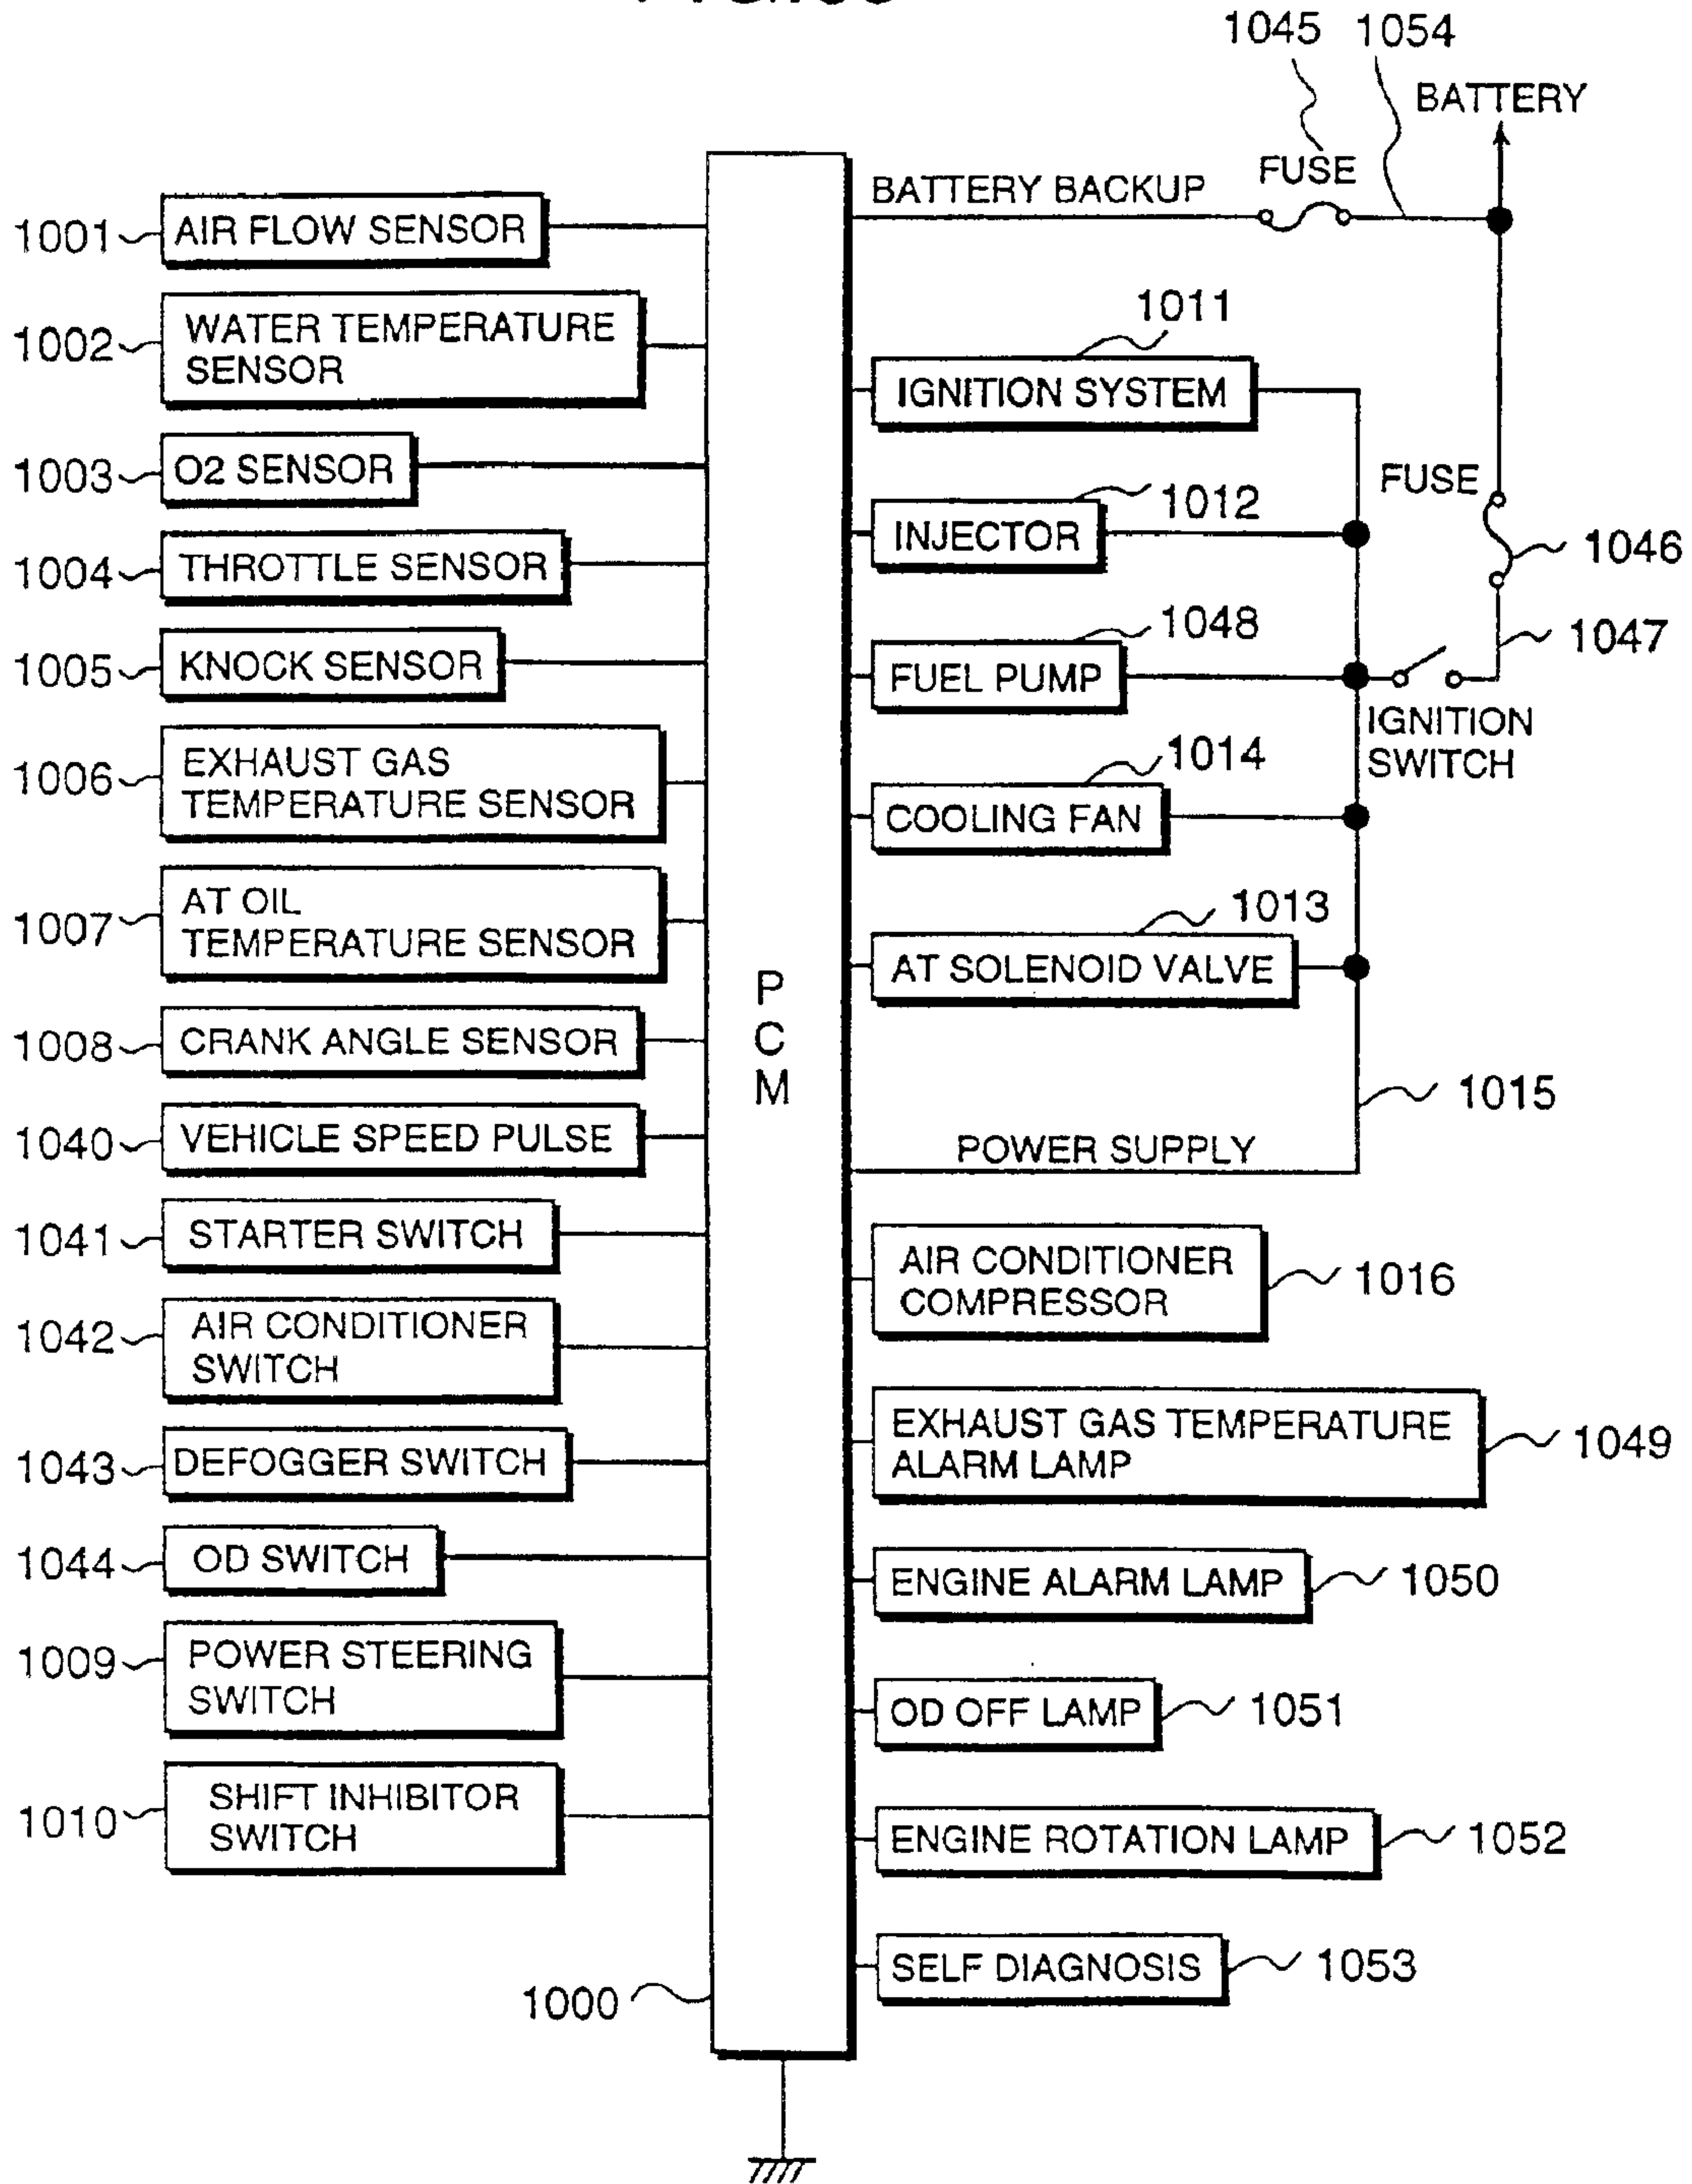 1045 1054
BATTERY
FUSE
BATTERY BACKUP
1001 AIR FLOW SENSOR
1002 WATER TEMPERATURE
SENSOR
1003 O2 SENSOR
1004 THROTTLE SENSOR
1005 KNOCK SENSOR
1006 EXHAUST GAS
TEMPERATURE SENSOR
1007 AT OIL
TEMPERATURE SENSOR
1008 CRANK ANGLE SENSOR
1040 VEHICLE SPEED PULSE
1041 STARTER SWITCH
1042 AIR CONDITIONER
SWITCH
1043 DEFOGGER SWITCH
1044 OD SWITCH
1009 POWER STEERING
SWITCH
1010 SHIFT INHIBITOR
SWITCH
1000
P
C
M
1011
IGNITION SYSTEM
1012
INJECTOR
FUSE
1046
1048
FUEL PUMP
1047
IGNITION
SWITCH
1014
COOLING FAN
1013
AT SOLENOID VALVE
1015
POWER SUPPLY
AIR CONDITIONER
COMPRESSOR
1016
EXHAUST GAS TEMPERATURE
ALARM LAMP
1049
ENGINE ALARM LAMP 1050
OD OFF LAMP 1051
ENGINE ROTATION LAMP 1052
SELF DIAGNOSIS 1053